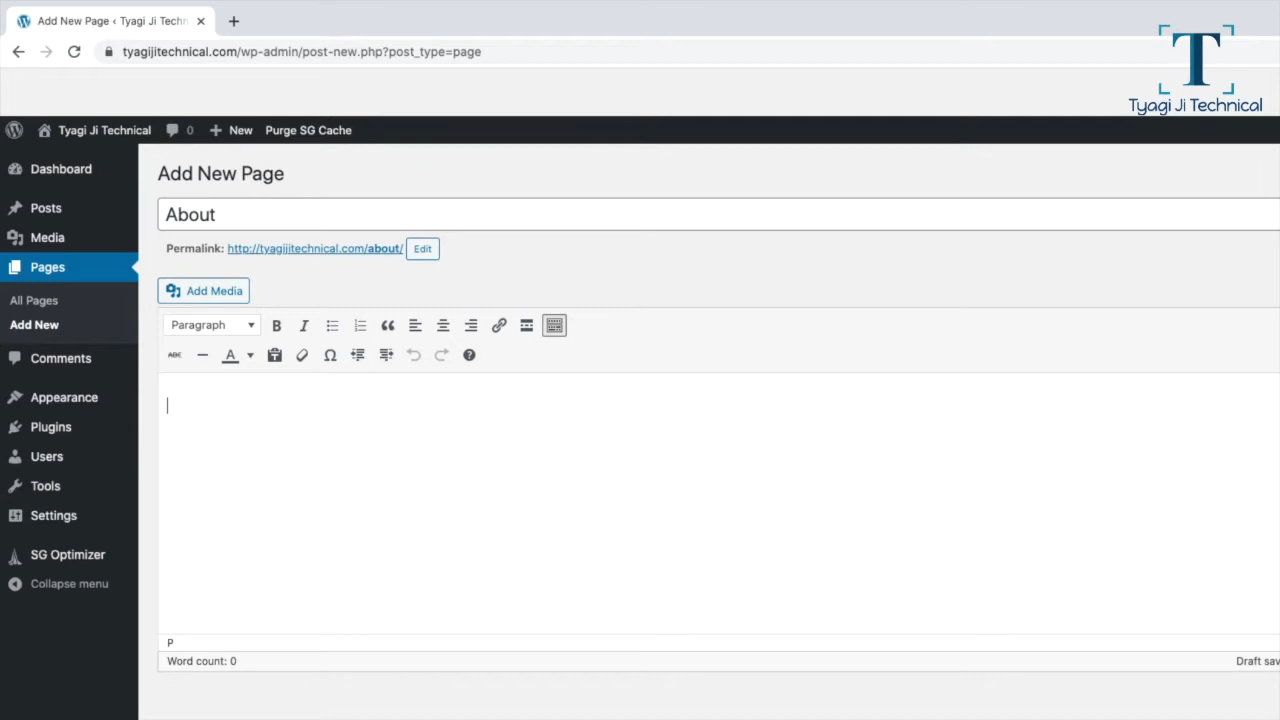 Add New Page ‹ Tyagi Ji Techn
tyagijitechnical.com/wp-admin/post-new.php?post_type=page
T
Tyagi Ji Technical
Tyagi Ji Technical 0 New Purge SG Cache
Dashboard
Posts
Media
Pages
All Pages
Add New
Comments
Appearance
Plugins
Users
Tools
Settings
SG Optimizer
Collapse menu
Add New Page
About
Permalink: http://tyagijitechnical.com/about/ Edit
Add Media
Paragraph B I
ABC A Ω
P
Word count: 0
Draft sav